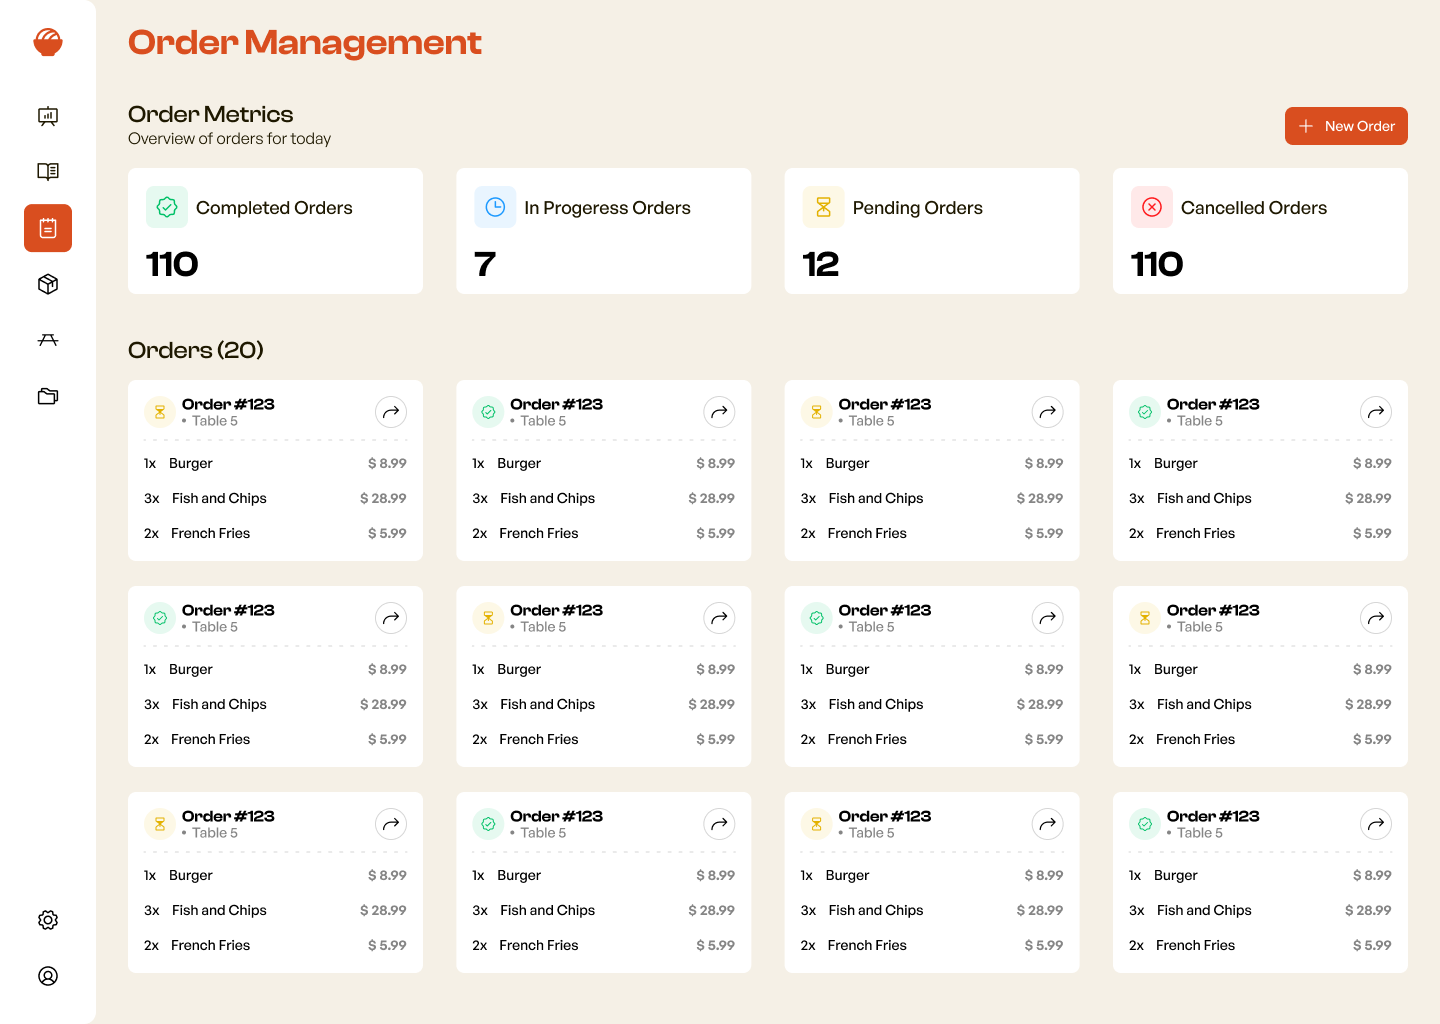 Order Management
Order Metrics
Overview of orders for today
New Order
Completed Orders
In Progeress Orders
Pending Orders
Cancelled Orders
110
7
12
110
Orders (20)
Order #123
• Table 5
1x Burger $ 8.99
3x Fish and Chips $ 28.99
2x French Fries $ 5.99
Order #123
• Table 5
1x Burger $ 8.99
3x Fish and Chips $ 28.99
2x French Fries $ 5.99
Order #123
• Table 5
1x Burger $ 8.99
3x Fish and Chips $ 28.99
2x French Fries $ 5.99
Order #123
• Table 5
1x Burger $ 8.99
3x Fish and Chips $ 28.99
2x French Fries $ 5.99
Order #123
• Table 5
1x Burger $ 8.99
3x Fish and Chips $ 28.99
2x French Fries $ 5.99
Order #123
• Table 5
1x Burger $ 8.99
3x Fish and Chips $ 28.99
2x French Fries $ 5.99
Order #123
• Table 5
1x Burger $ 8.99
3x Fish and Chips $ 28.99
2x French Fries $ 5.99
Order #123
• Table 5
1x Burger $ 8.99
3x Fish and Chips $ 28.99
2x French Fries $ 5.99
Order #123
• Table 5
1x Burger $ 8.99
3x Fish and Chips $ 28.99
2x French Fries $ 5.99
Order #123
• Table 5
1x Burger $ 8.99
3x Fish and Chips $ 28.99
2x French Fries $ 5.99
Order #123
• Table 5
1x Burger $ 8.99
3x Fish and Chips $ 28.99
2x French Fries $ 5.99
Order #123
• Table 5
1x Burger $ 8.99
3x Fish and Chips $ 28.99
2x French Fries $ 5.99